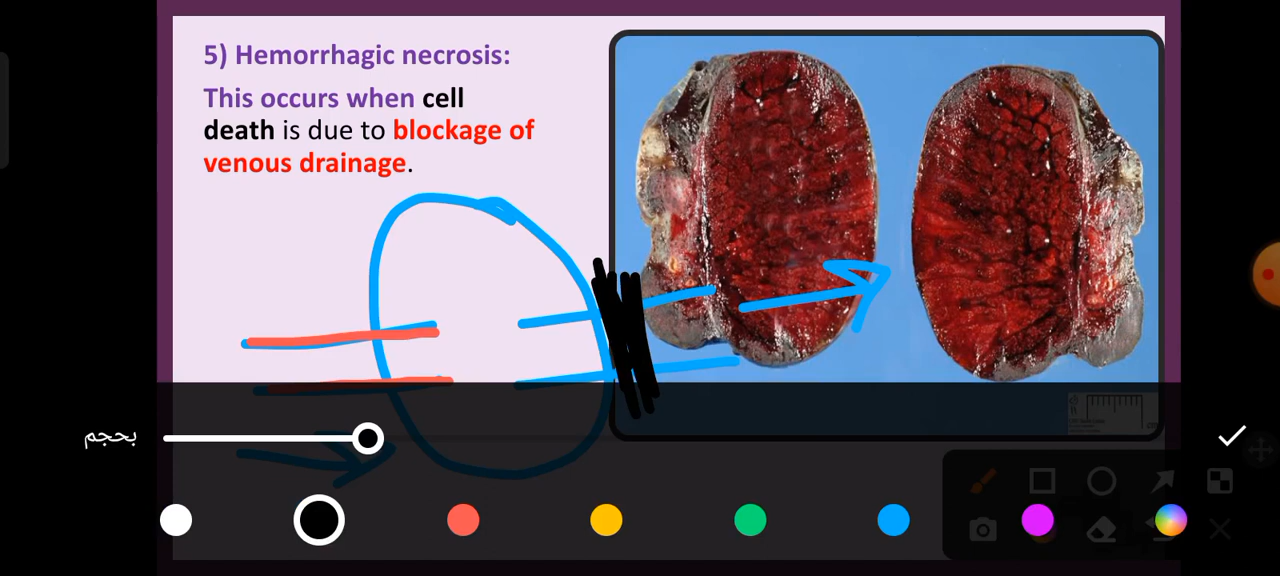 5) Hemorrhagic necrosis:
This occurs when cell
death is due to blockage of
venous drainage.
بحجم